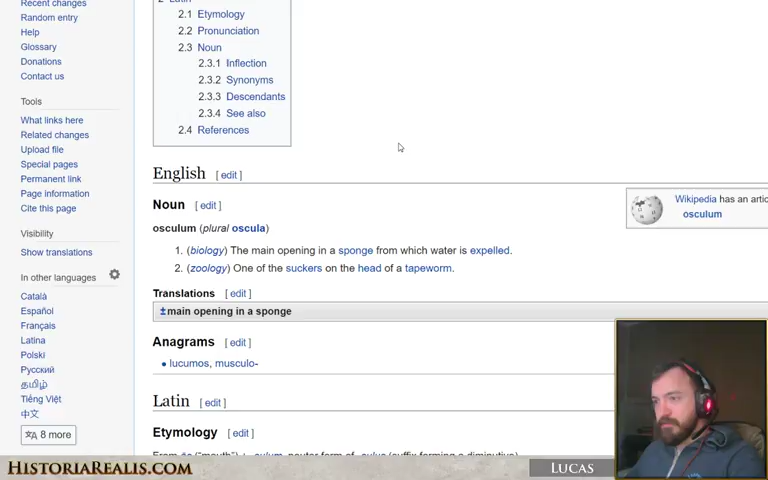 Recent changes
Random entry
Help
Glossary
Donations
Contact us
Tools
What links here
Related changes
Upload file
Special pages
Permanent link
Page information
Cite this page
Visibility
Show translations
In other languages
Català
Español
Français
Latina
Polski
Русский
தமிழ்
Tiếng Việt
中文
8 more
2 Latin
2.1 Etymology
2.2 Pronunciation
2.3 Noun
2.3.1 Inflection
2.3.2 Synonyms
2.3.3 Descendants
2.3.4 See also
2.4 References
English [ edit ]
Noun [ edit ]
osculum (plural oscula)
1. (biology) The main opening in a sponge from which water is expelled.
2. (zoology) One of the suckers on the head of a tapeworm.
Translations [ edit ]
± main opening in a sponge
Anagrams [ edit ]
• lucumos, musculo-
Latin [ edit ]
Etymology [ edit ]
Wikipedia has an
osculum
HISTORIAREALIS.COM
LUCAS